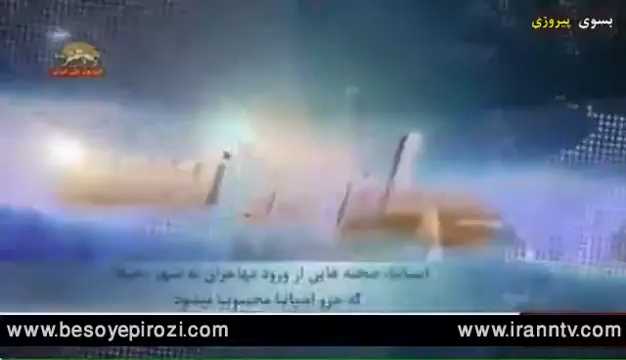 بسوی پیروزی
اسپانیا، صحنه هایی از ورود مهاجران به شهر
که جزو اسپانیا محسوب میشود
www.besoyepirozi.com www.iranntv.com